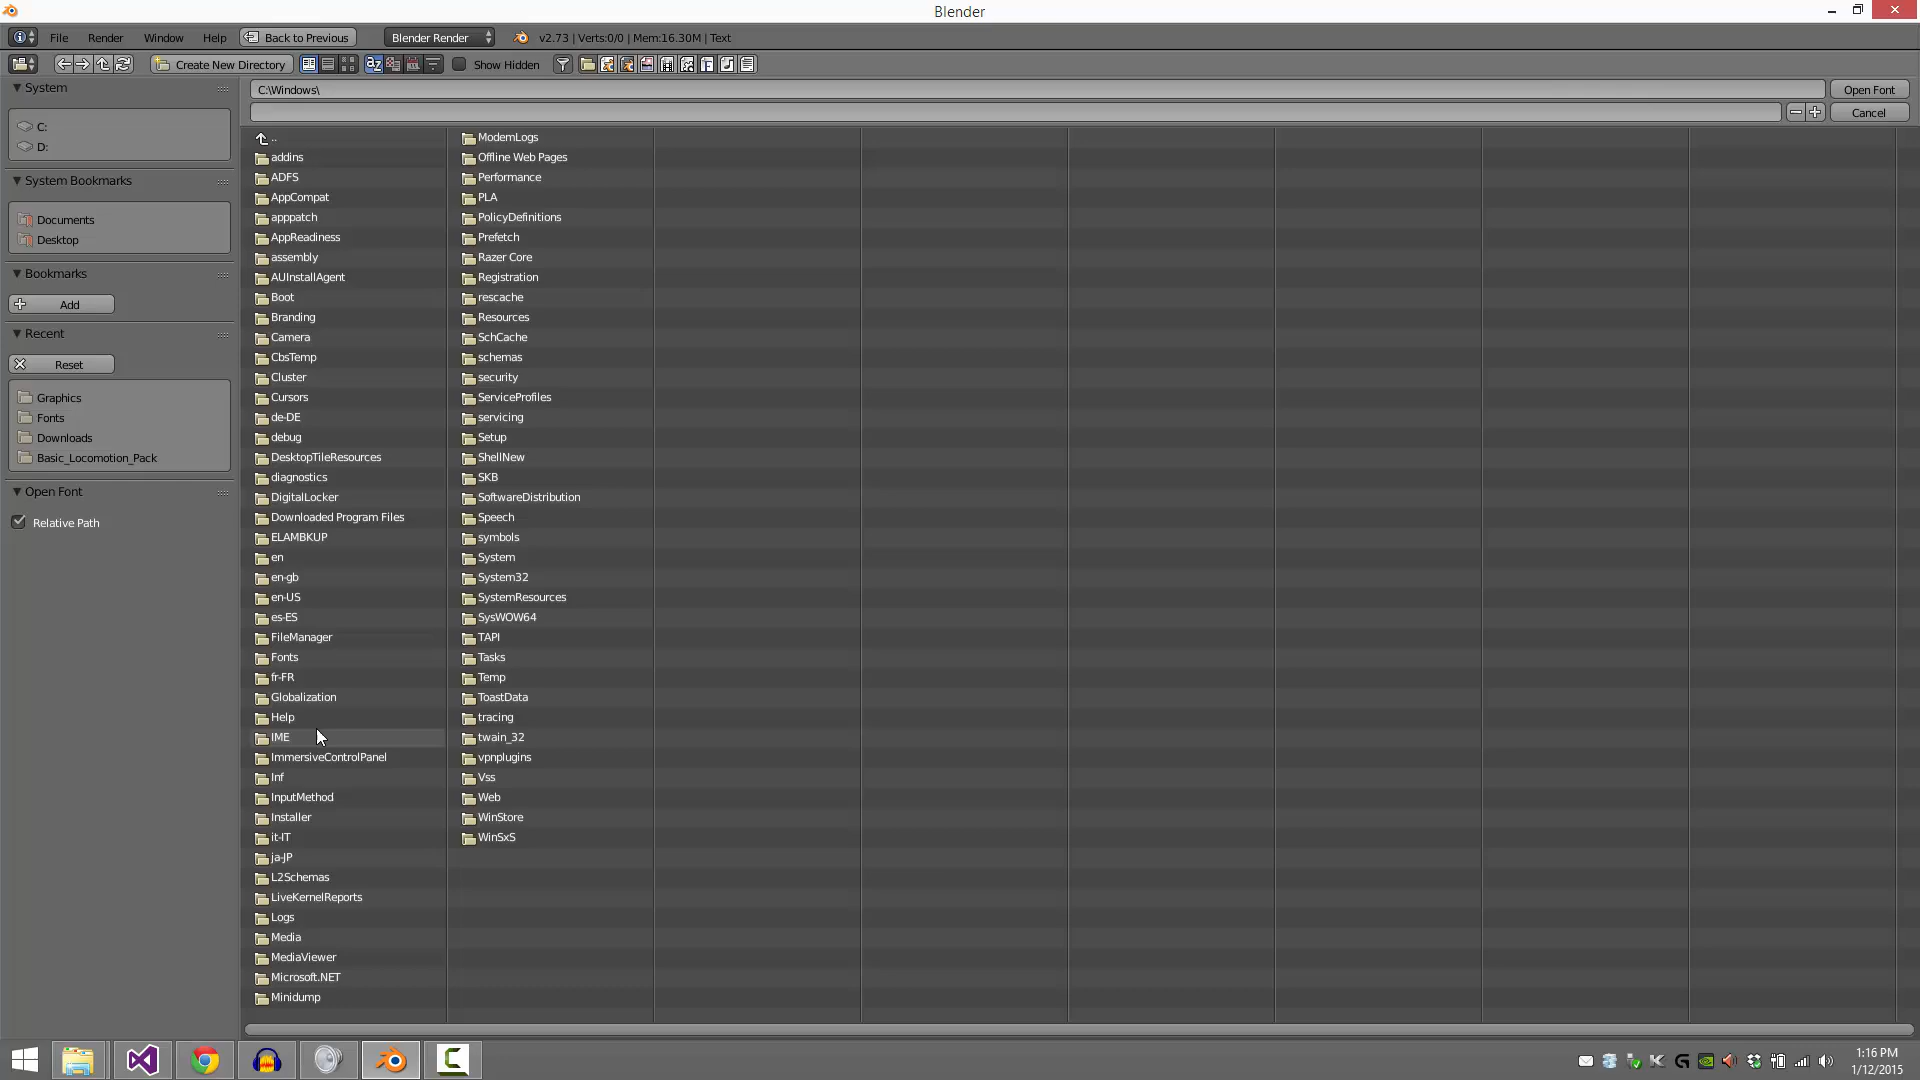 Blender
File Render Window Help Back to Previous Blender Render v2.73 | Verts:0/0 | Mem:16.30M | Text
Create New Directory Show Hidden
System
C:
D:
System Bookmarks
Documents
Desktop
Bookmarks
Add
Recent
Reset
Graphics
Fonts
Downloads
Basic_Locomotion_Pack
Open Font
Relative Path
C:\Windows\
Open Font
Cancel
..
addins
ADFS
AppCompat
apppatch
AppReadiness
assembly
AUInstallAgent
Boot
Branding
Camera
CbsTemp
Cluster
Cursors
de-DE
debug
DesktopTileResources
diagnostics
DigitalLocker
Downloaded Program Files
ELAMBKUP
en
en-gb
en-US
es-ES
FileManager
Fonts
fr-FR
Globalization
Help
IME
ImmersiveControlPanel
Inf
InputMethod
Installer
it-IT
ja-JP
L2Schemas
LiveKernelReports
Logs
Media
MediaViewer
Microsoft.NET
Minidump
ModemLogs
Offline Web Pages
Performance
PLA
PolicyDefinitions
Prefetch
Razer Core
Registration
rescache
Resources
SchCache
schemas
security
ServiceProfiles
servicing
Setup
ShellNew
SKB
SoftwareDistribution
Speech
symbols
System
System32
SystemResources
SysWOW64
TAPI
Tasks
Temp
ToastData
tracing
twain_32
vpnplugins
Vss
Web
WinStore
WinSxS
1:16 PM
1/12/2015